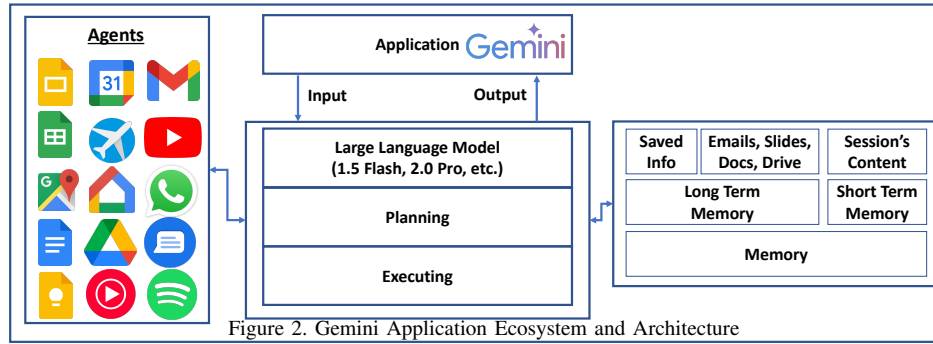 Agents
31
G
Application Gemini
Input
Output
Large Language Model
(1.5 Flash, 2.0 Pro, etc.)
Planning
Executing
Saved
Info
Emails, Slides,
Docs, Drive
Session's
Content
Long Term
Memory
Short Term
Memory
Memory
Figure 2. Gemini Application Ecosystem and Architecture